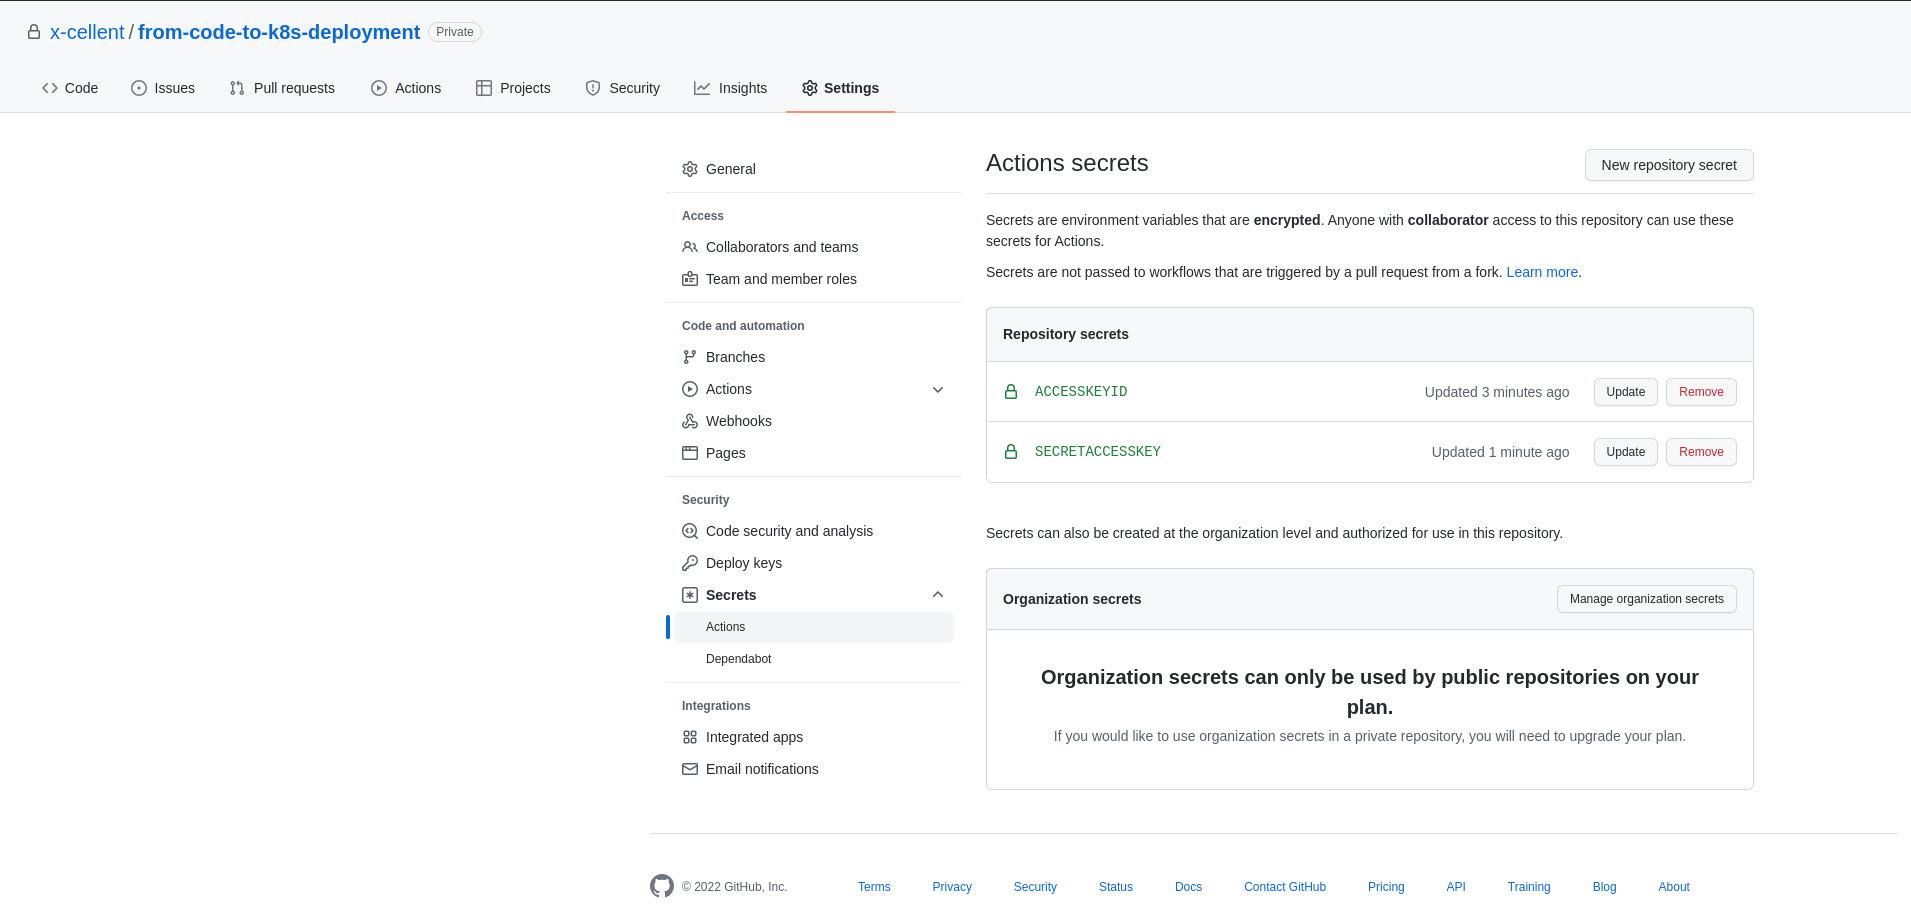 x-cellent / from-code-to-k8s-deployment Private
Code Issues Pull requests Actions Projects Security Insights Settings
General
Access
Collaborators and teams
Team and member roles
Code and automation
Branches
Actions
Webhooks
Pages
Security
Code security and analysis
Deploy keys
Secrets
Actions
Dependabot
Integrations
Integrated apps
Email notifications
Actions secrets New repository secret
Secrets are environment variables that are encrypted. Anyone with collaborator access to this repository can use these
secrets for Actions.
Secrets are not passed to workflows that are triggered by a pull request from a fork. Learn more.
Repository secrets
ACCESSKEYID Updated 3 minutes ago Update Remove
SECRETACCESSKEY Updated 1 minute ago Update Remove
Secrets can also be created at the organization level and authorized for use in this repository.
Organization secrets Manage organization secrets
Organization secrets can only be used by public repositories on your
plan.
If you would like to use organization secrets in a private repository, you will need to upgrade your plan.
© 2022 GitHub, Inc. Terms Privacy Security Status Docs Contact GitHub Pricing API Training Blog About